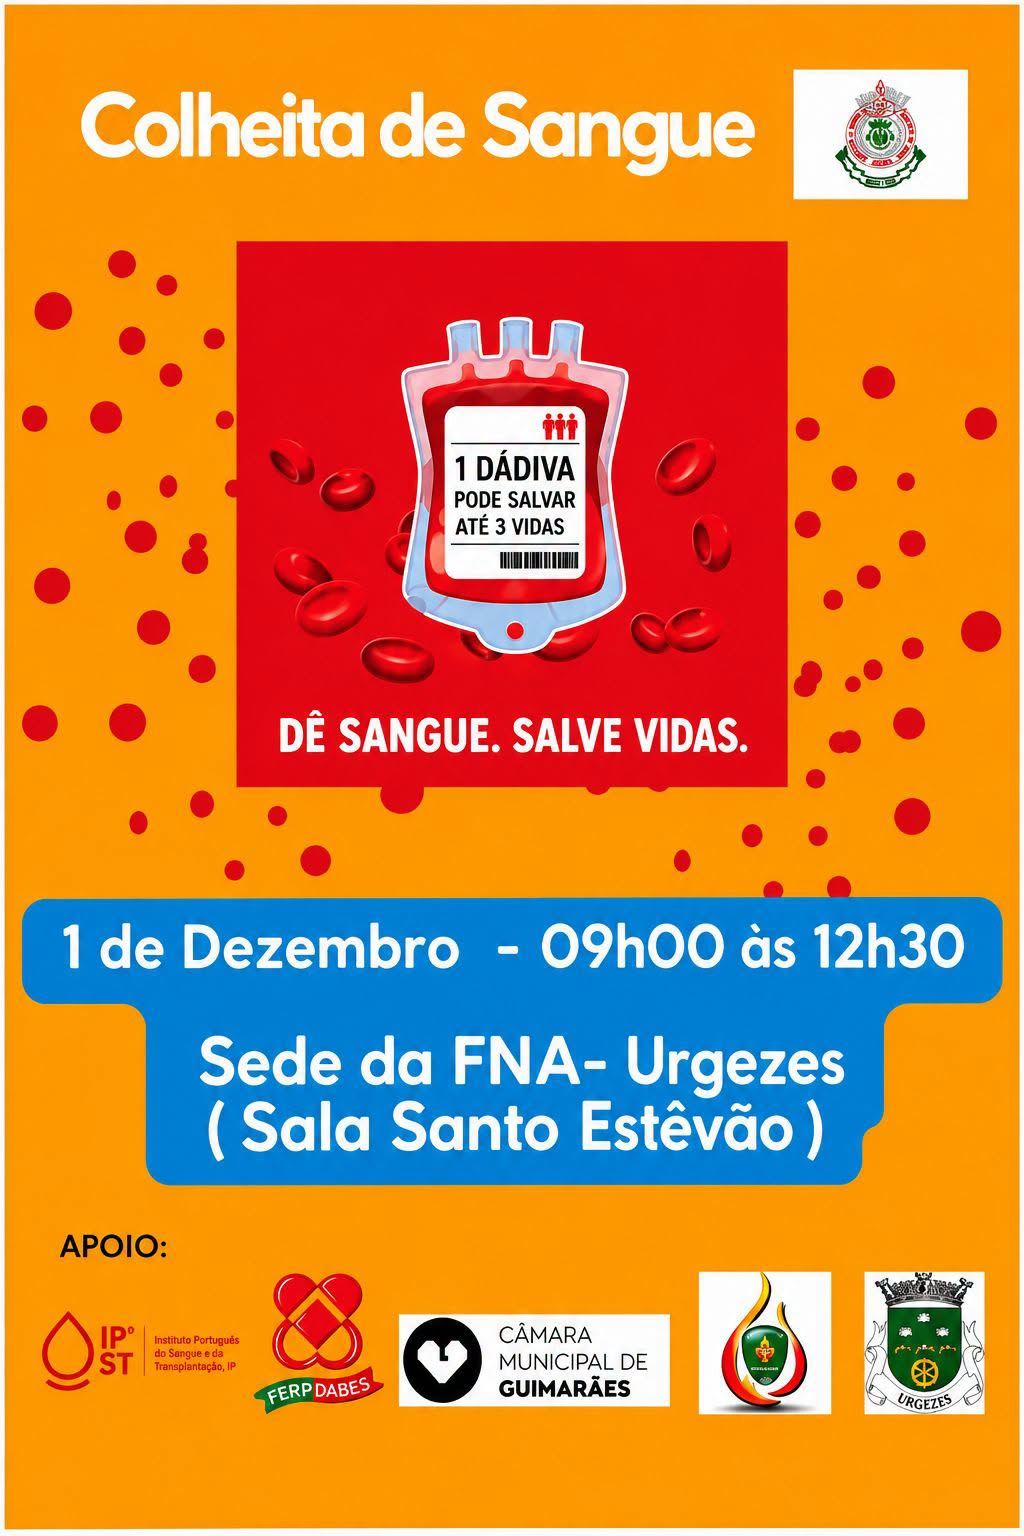 Colheita de Sangue
1 DÁDIVA
PODE SALVAR
ATÉ 3 VIDAS
DÊ SANGUE. SALVE VIDAS.
1 de Dezembro - 09h00 às 12h30
Sede da FNA- Urgezes
( Sala Santo Estêvão )
APOIO:
IPº
ST
Instituto Português
do Sangue e da
Transplantação, IP
FERPDABES
CÂMARA
MUNICIPAL DE
GUIMARÃES
URGEZES